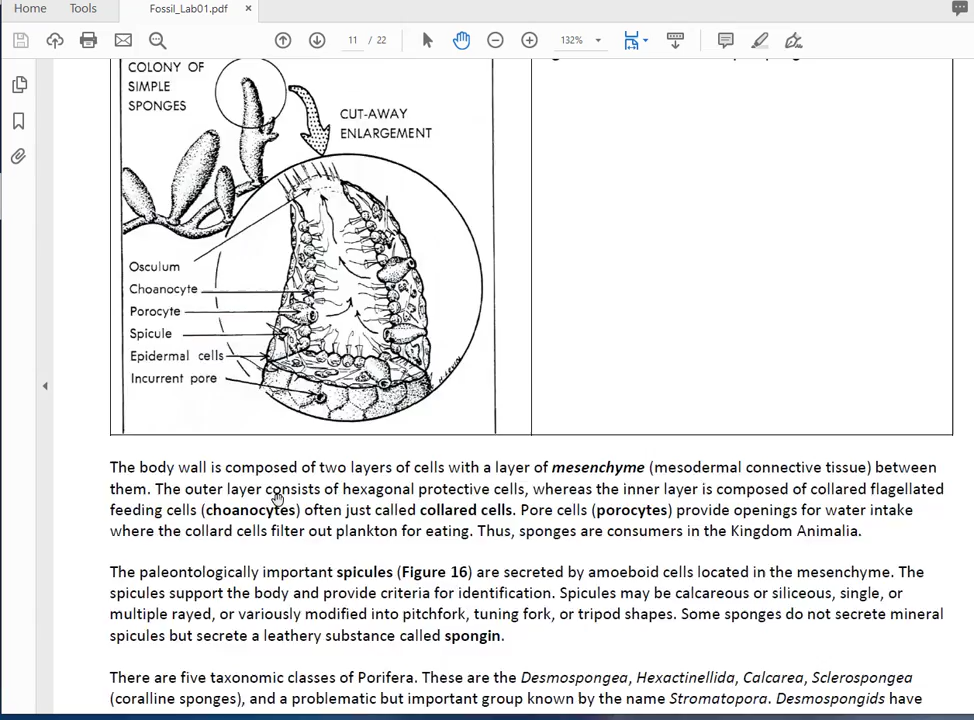 Home Tools Fossil_Lab01.pdf ×
11 / 22 132%
COLONY OF
SIMPLE
SPONGES
CUT-AWAY
ENLARGEMENT
Osculum
Choanocyte
Porocyte
Spicule
Epidermal cells
Incurrent pore
The body wall is composed of two layers of cells with a layer of mesenchyme (mesodermal connective tissue) between
them. The outer layer consists of hexagonal protective cells, whereas the inner layer is composed of collared flagellated
feeding cells (choanocytes) often just called collared cells. Pore cells (porocytes) provide openings for water intake
where the collard cells filter out plankton for eating. Thus, sponges are consumers in the Kingdom Animalia.
The paleontologically important spicules (Figure 16) are secreted by amoeboid cells located in the mesenchyme. The
spicules support the body and provide criteria for identification. Spicules may be calcareous or siliceous, single, or
multiple rayed, or variously modified into pitchfork, tuning fork, or tripod shapes. Some sponges do not secrete mineral
spicules but secrete a leathery substance called spongin.
There are five taxonomic classes of Porifera. These are the Desmospongea, Hexactinellida, Calcarea, Sclerospongea
(coralline sponges), and a problematic but important group known by the name Stromatopora. Desmospongids have